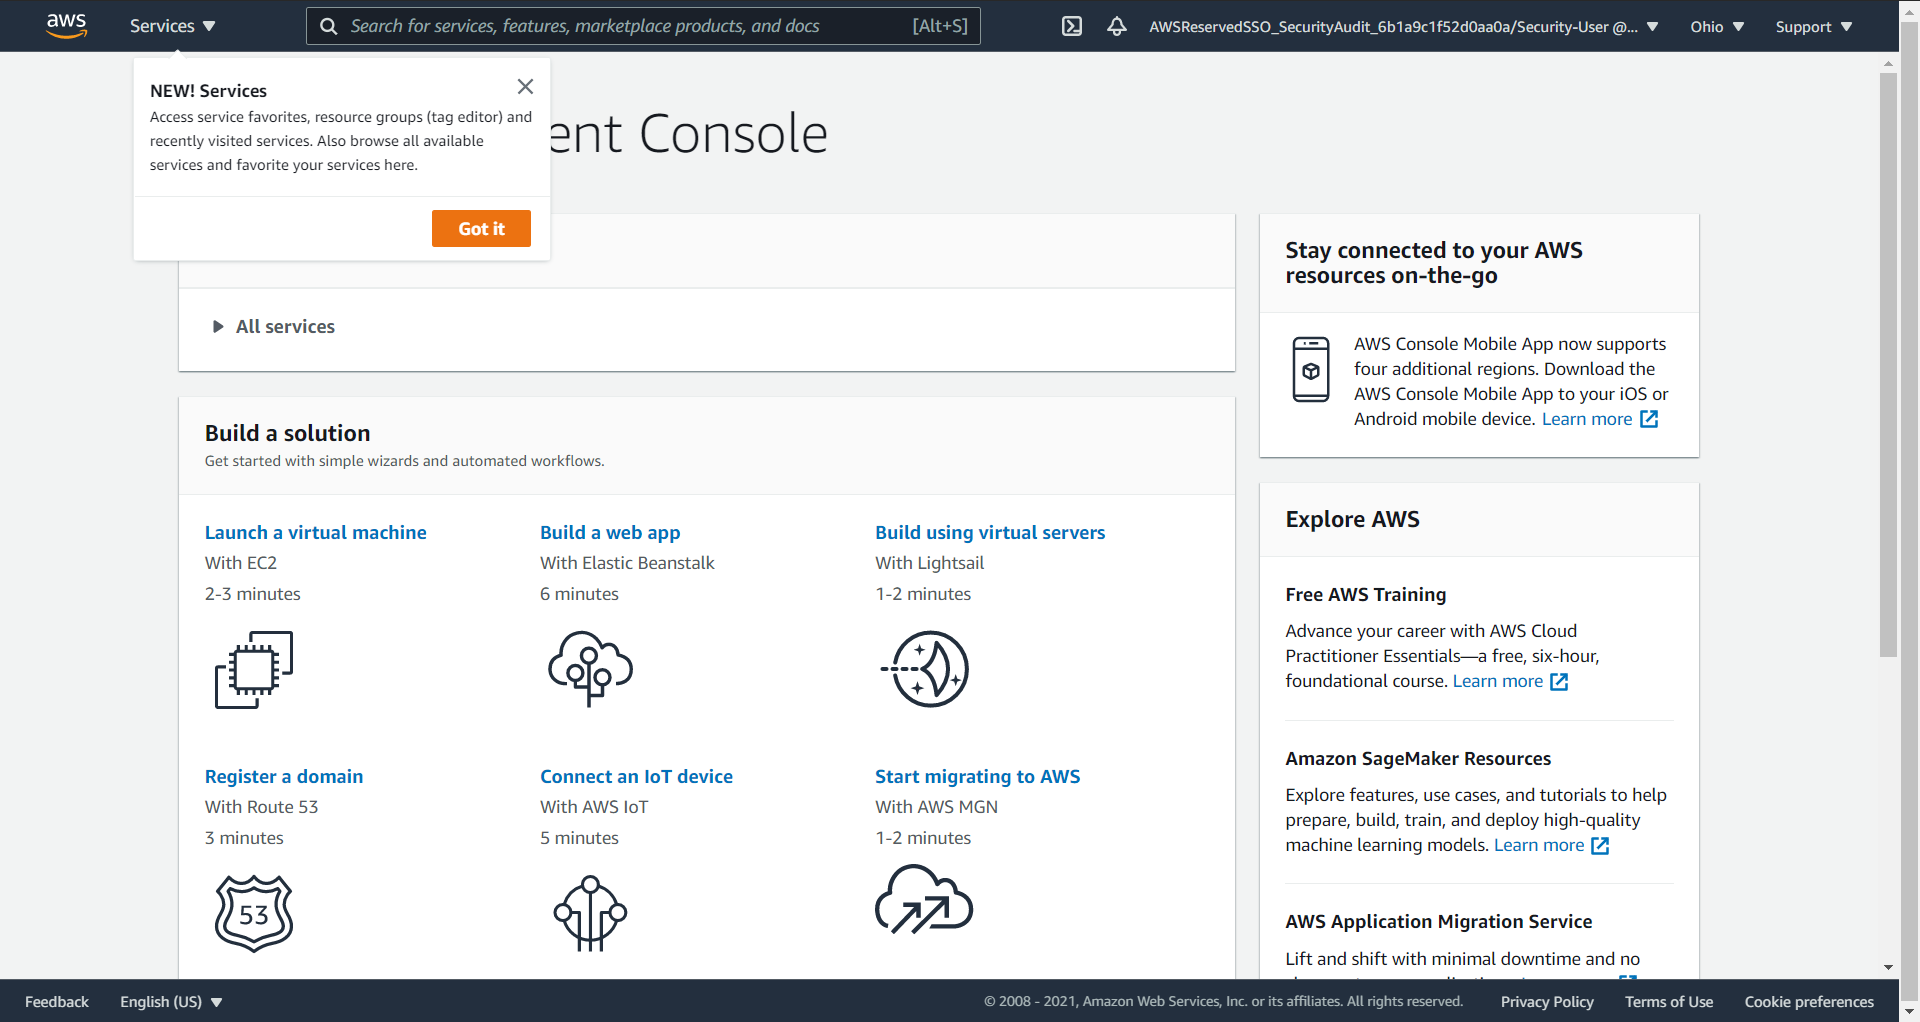 aws
Services
Search for services, features, marketplace products, and docs
[Alt+S]
AWSReservedSSO_SecurityAudit_6b1a9c1f52d0aa0a/Security-User @...
Ohio
Support
NEW! Services
Access service favorites, resource groups (tag editor) and
recently visited services. Also browse all available
services and favorite your services here.
Got it
ent Console
All services
Build a solution
Get started with simple wizards and automated workflows.
Launch a virtual machine
With EC2
2-3 minutes
Build a web app
With Elastic Beanstalk
6 minutes
Build using virtual servers
With Lightsail
1-2 minutes
Register a domain
With Route 53
3 minutes
53
Connect an IoT device
With AWS IoT
5 minutes
Start migrating to AWS
With AWS MGN
1-2 minutes
Stay connected to your AWS
resources on-the-go
AWS Console Mobile App now supports
four additional regions. Download the
AWS Console Mobile App to your iOS or
Android mobile device. Learn more
Explore AWS
Free AWS Training
Advance your career with AWS Cloud
Practitioner Essentials—a free, six-hour,
foundational course. Learn more
Amazon SageMaker Resources
Explore features, use cases, and tutorials to help
prepare, build, train, and deploy high-quality
machine learning models. Learn more
AWS Application Migration Service
Lift and shift with minimal downtime and no
Feedback
English (US)
© 2008 - 2021, Amazon Web Services, Inc. or its affiliates. All rights reserved.
Privacy Policy
Terms of Use
Cookie preferences